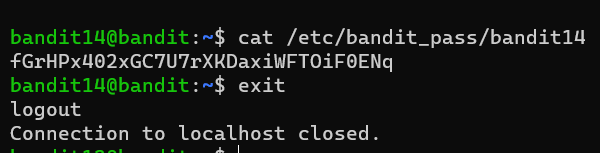 bandit14@bandit:~$ cat /etc/bandit_pass/bandit14
fGrHPx402xGC7U7rXKDaxiWFTOiF0ENq
bandit14@bandit:~$ exit
logout
Connection to localhost closed.